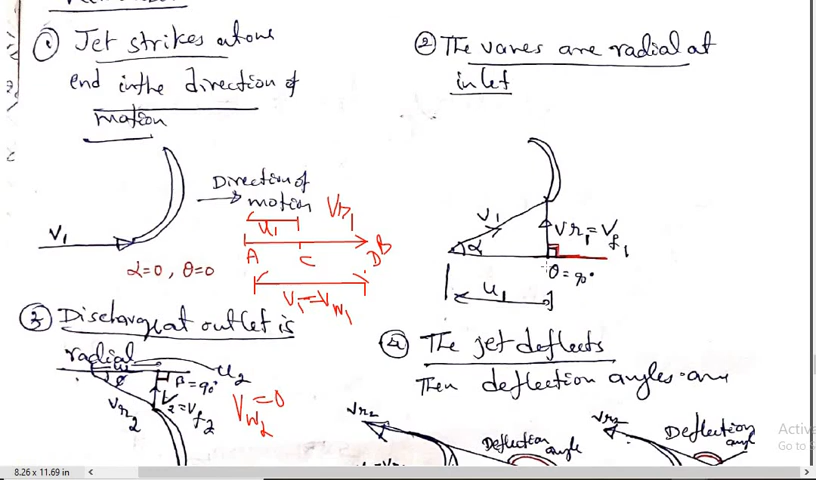 ① Jet strikes at one
end in the direction of
motion
V₁
Direction of
motion
Vr₁
u₁
A
C
D
B
V₁=Vw₁
α=0, θ=0
② The vanes are radial at
inlet
V₁
α
Vr₁=Vf₁
θ=90°
u₁
③ Discharge at outlet is
radial
u₂
β=90°
V₂=Vf₂
Vr₂
Vw₂=0
④ The jet deflects
Then deflection angles
Vr₂
Deflection
angle
Vr₂
Deflection
angle
Activ
Go to
8.26 x 11.69 in